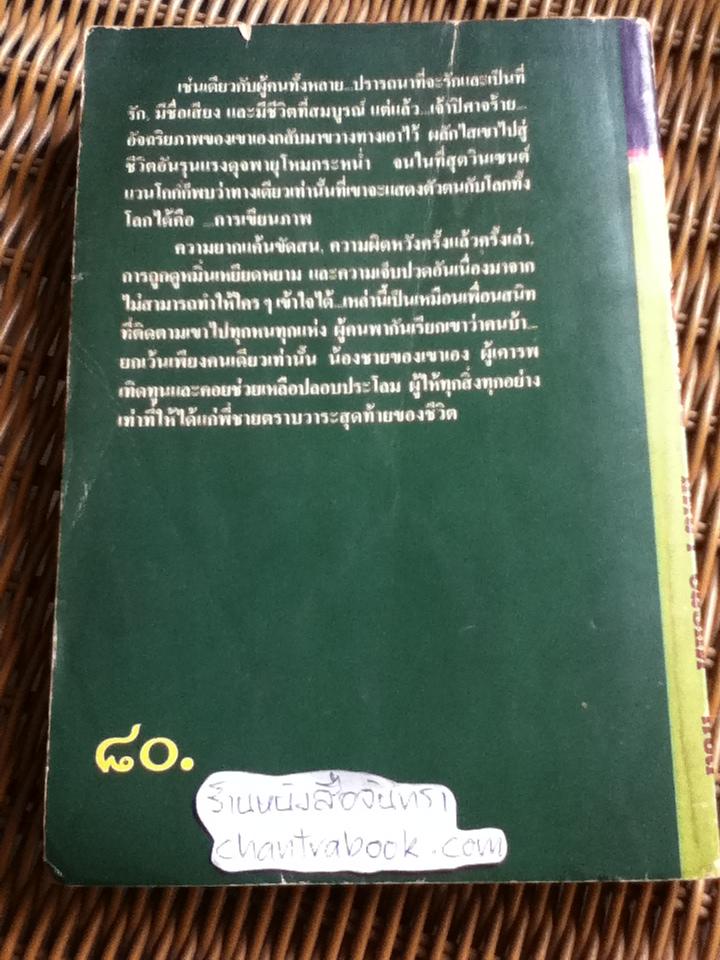 เช่นเดียวกับผู้คนทั้งหลาย...ปรารถนาที่จะรักและเป็นที่
รัก, มีชื่อเสียง และมีชีวิตที่สมบูรณ์ แต่แล้ว...เจ้าปีศาจร้าย...
อัจฉริยภาพของเขาเองกลับมาขวางทางเอาไว้ ผลักไสเขาไปสู่
ชีวิตอันรุนแรงดุจพายุโหมกระหน่ำ จนในที่สุดวินเซนต์
แวนโกก์ก็พบว่าทางเดียวเท่านั้นที่เขาจะแสดงตัวตนกับโลกทั้ง
โลกได้คือ ...การเขียนภาพ
ความยากแค้นขัดสน, ความผิดหวังครั้งแล้วครั้งเล่า,
การถูกดูหมิ่นเหยียดหยาม และความเจ็บปวดอันเนื่องมาจาก
ไม่สามารถทำให้ใคร ๆ เข้าใจได้...เหล่านี้เป็นเหมือนเพื่อนสนิท
ที่ติดตามเขาไปทุกหนทุกแห่ง ผู้คนพากันเรียกเขาว่าคนบ้า...
ยกเว้นเพียงคนเดียวเท่านั้น น้องชายของเขาเอง ผู้เคารพ
เทิดทูนและคอยช่วยเหลือปลอบประโลม ผู้ให้ทุกสิ่งทุกอย่าง
เท่าที่ให้ได้แก่พี่ชายตราบวาระสุดท้ายของชีวิต
๘๐.
ร้านหนังสือจันทรา
chantrabook.com